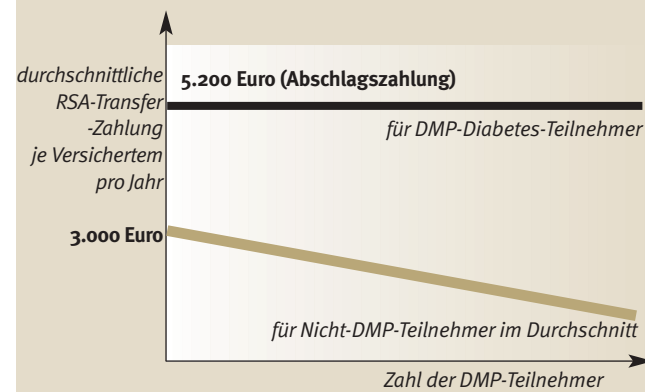 durchschnittliche
RSA-Transfer
-Zahlung
je Versichertem
pro Jahr
5.200 Euro (Abschlagszahlung)
für DMP-Diabetes-Teilnehmer
3.000 Euro
für Nicht-DMP-Teilnehmer im Durchschnitt
Zahl der DMP-Teilnehmer